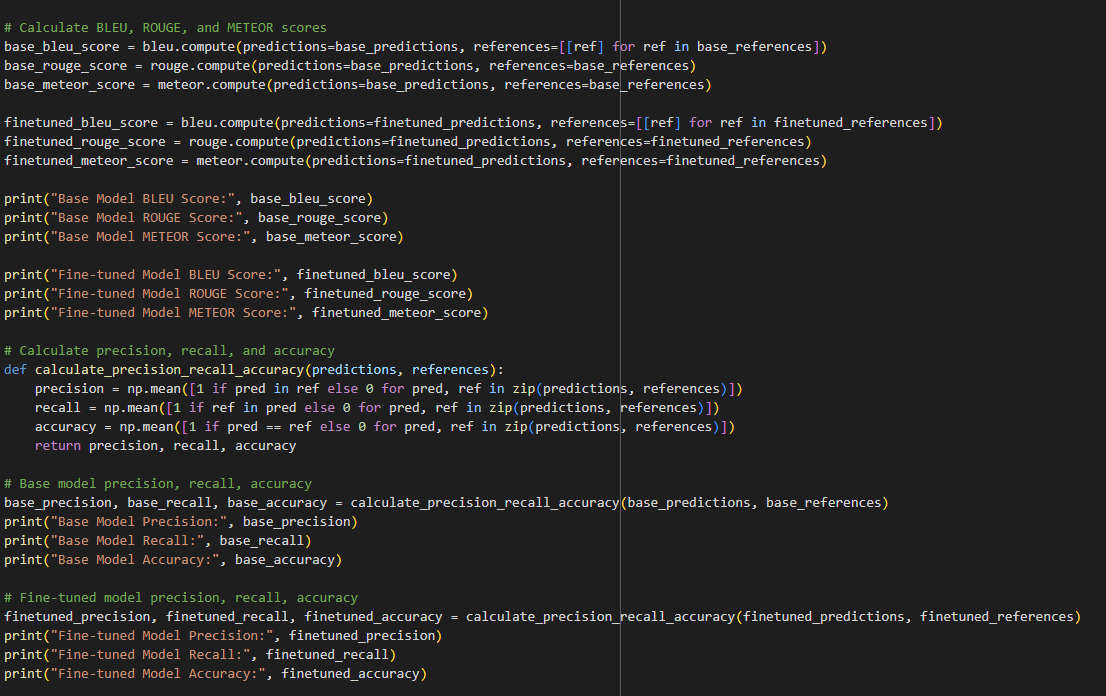 # Calculate BLEU, ROUGE, and METEOR scores
base_bleu_score = bleu.compute(predictions=base_predictions, references=[[ref] for ref in base_references])
base_rouge_score = rouge.compute(predictions=base_predictions, references=base_references)
base_meteor_score = meteor.compute(predictions=base_predictions, references=base_references)

finetuned_bleu_score = bleu.compute(predictions=finetuned_predictions, references=[[ref] for ref in finetuned_references])
finetuned_rouge_score = rouge.compute(predictions=finetuned_predictions, references=finetuned_references)
finetuned_meteor_score = meteor.compute(predictions=finetuned_predictions, references=finetuned_references)

print("Base Model BLEU Score:", base_bleu_score)
print("Base Model ROUGE Score:", base_rouge_score)
print("Base Model METEOR Score:", base_meteor_score)

print("Fine-tuned Model BLEU Score:", finetuned_bleu_score)
print("Fine-tuned Model ROUGE Score:", finetuned_rouge_score)
print("Fine-tuned Model METEOR Score:", finetuned_meteor_score)

# Calculate precision, recall, and accuracy
def calculate_precision_recall_accuracy(predictions, references):
    precision = np.mean([1 if pred in ref else 0 for pred, ref in zip(predictions, references)])
    recall = np.mean([1 if ref in pred else 0 for pred, ref in zip(predictions, references)])
    accuracy = np.mean([1 if pred == ref else 0 for pred, ref in zip(predictions, references)])
    return precision, recall, accuracy

# Base model precision, recall, accuracy
base_precision, base_recall, base_accuracy = calculate_precision_recall_accuracy(base_predictions, base_references)
print("Base Model Precision:", base_precision)
print("Base Model Recall:", base_recall)
print("Base Model Accuracy:", base_accuracy)

# Fine-tuned model precision, recall, accuracy
finetuned_precision, finetuned_recall, finetuned_accuracy = calculate_precision_recall_accuracy(finetuned_predictions, finetuned_references)
print("Fine-tuned Model Precision:", finetuned_precision)
print("Fine-tuned Model Recall:", finetuned_recall)
print("Fine-tuned Model Accuracy:", finetuned_accuracy)